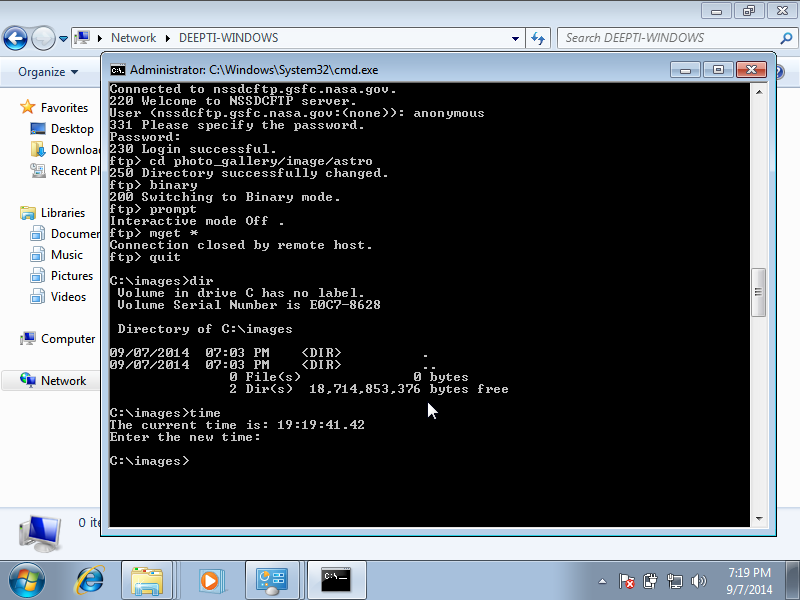 Network ▸ DEEPTI-WINDOWS
Search DEEPTI-WINDOWS
Organize
Administrator: C:\Windows\System32\cmd.exe
Favorites
Desktop
Downloa
Recent Pl
Libraries
Documen
Music
Pictures
Videos
Computer
Network
0 ite
Connected to nssdcftp.gsfc.nasa.gov.
220 Welcome to NSSDCFTP server.
User (nssdcftp.gsfc.nasa.gov:(none)): anonymous
331 Please specify the password.
Password:
230 Login successful.
ftp> cd photo_gallery/image/astro
250 Directory successfully changed.
ftp> binary
200 Switching to Binary mode.
ftp> prompt
Interactive mode Off .
ftp> mget *
Connection closed by remote host.
ftp> quit
C:\images>dir
Volume in drive C has no label.
Volume Serial Number is E0C7-8628
Directory of C:\images
09/07/2014  07:03 PM    <DIR>          .
09/07/2014  07:03 PM    <DIR>          ..
0 File(s)              0 bytes
2 Dir(s)  18,714,853,376 bytes free
C:\images>time
The current time is: 19:19:41.42
Enter the new time:
C:\images>
7:19 PM
9/7/2014